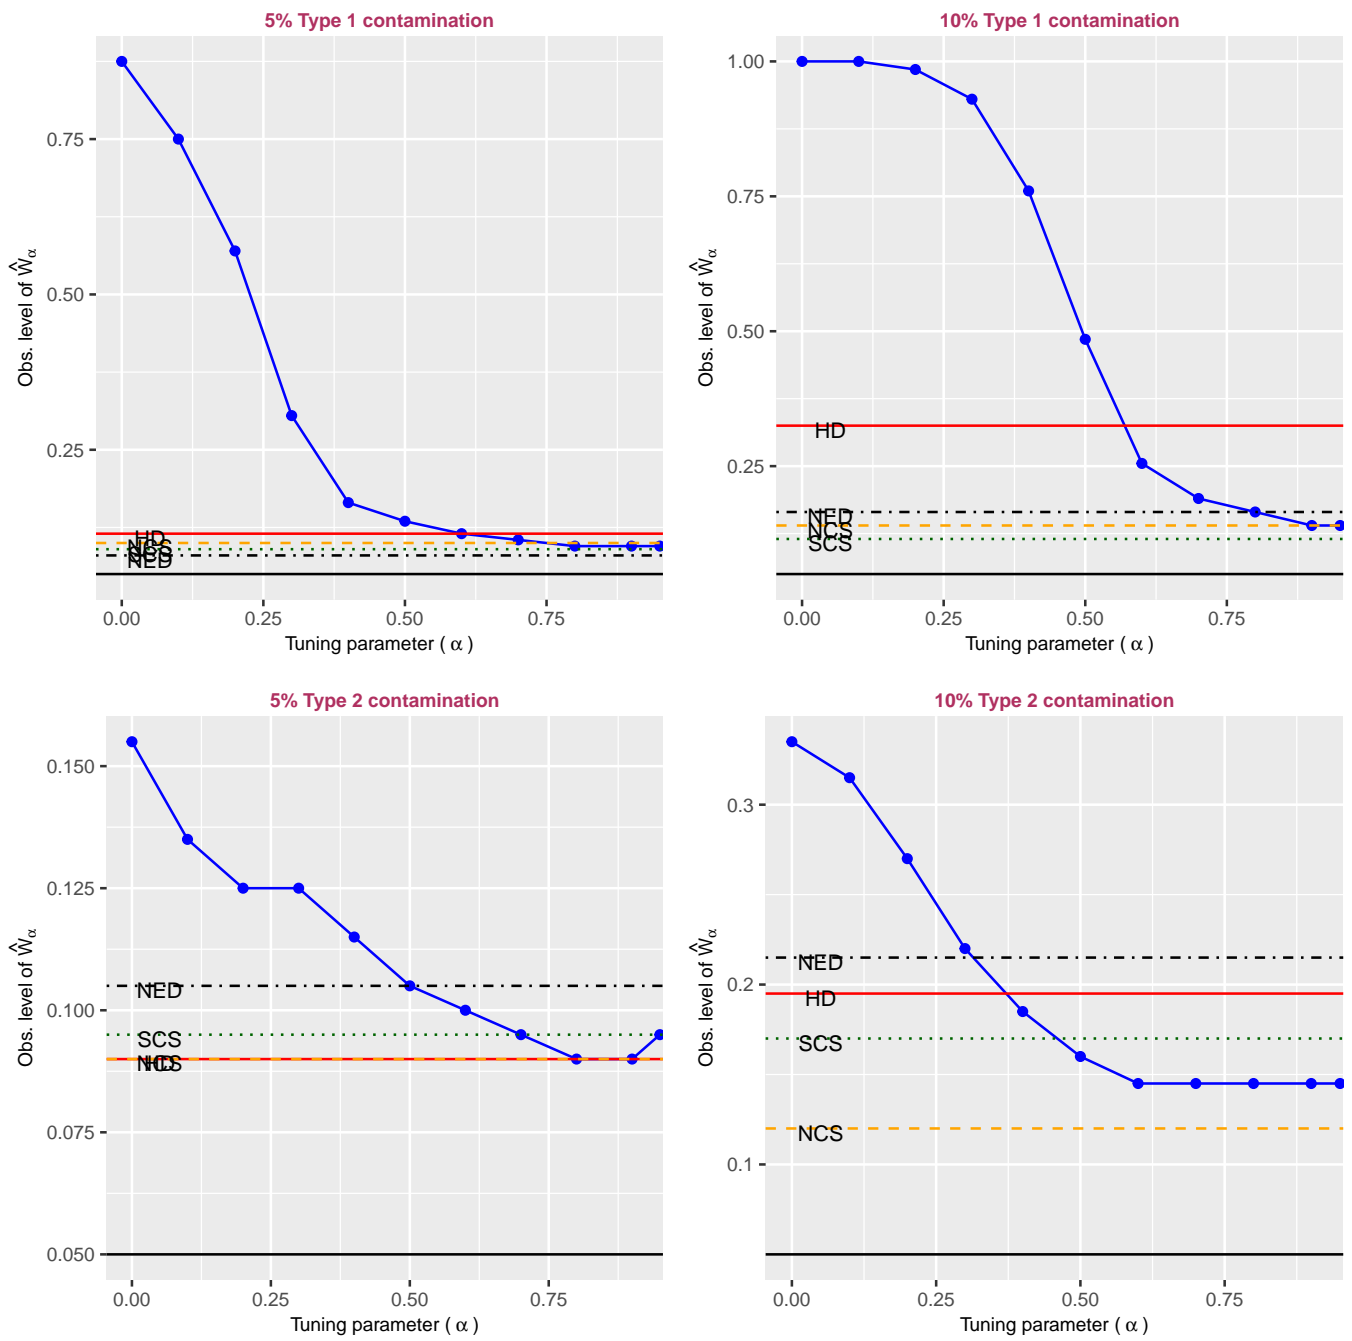 5% Type 1 contamination
Obs. level of Ŵα
0.75
0.50
0.25
HD
NCS
SCS
NED
0.00 0.25 0.50 0.75
Tuning parameter ( α )
10% Type 1 contamination
Obs. level of Ŵα
1.00
0.75
0.50
0.25
HD
NED
NCS
SCS
0.00 0.25 0.50 0.75
Tuning parameter ( α )
5% Type 2 contamination
Obs. level of Ŵα
0.150
0.125
0.100
0.075
0.050
NED
SCS
HD
NCS
0.00 0.25 0.50 0.75
Tuning parameter ( α )
10% Type 2 contamination
Obs. level of Ŵα
0.3
0.2
0.1
NED
HD
SCS
NCS
0.00 0.25 0.50 0.75
Tuning parameter ( α )